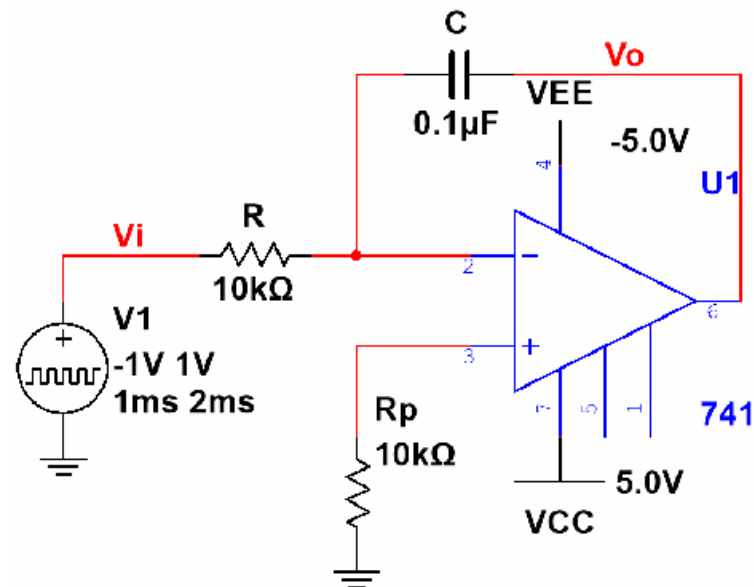 C
Vo
0.1µF
VEE
-5.0V
4
U1
R
Vi
10kΩ
2
V1
-1V 1V
1ms 2ms
6
3
Rp
10kΩ
7
5
1
741
5.0V
VCC